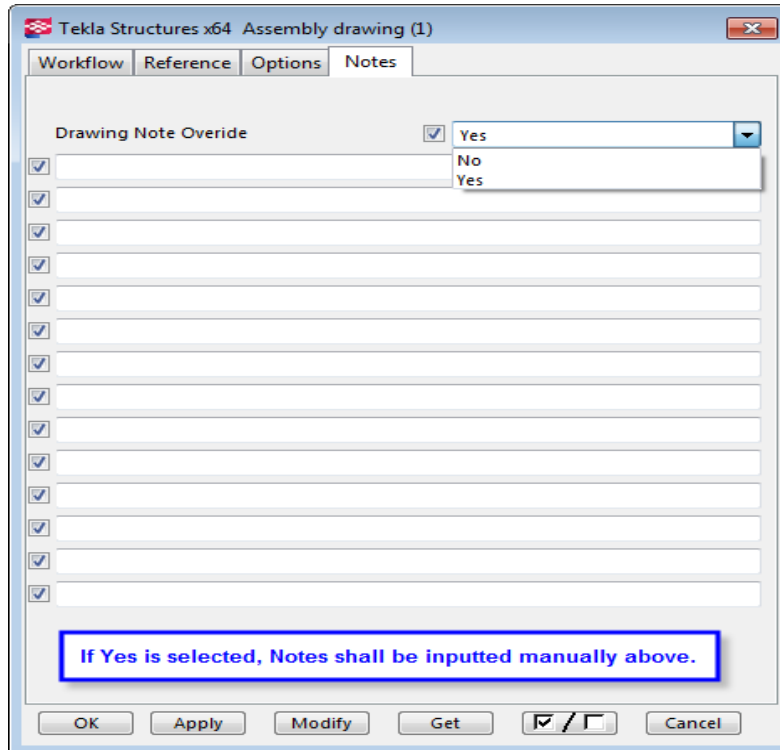 Tekla Structures x64 Assembly drawing (1)
Workflow Reference Options Notes
Drawing Note Overide Yes
No
Yes
If Yes is selected, Notes shall be inputted manually above.
OK Apply Modify Get / Cancel